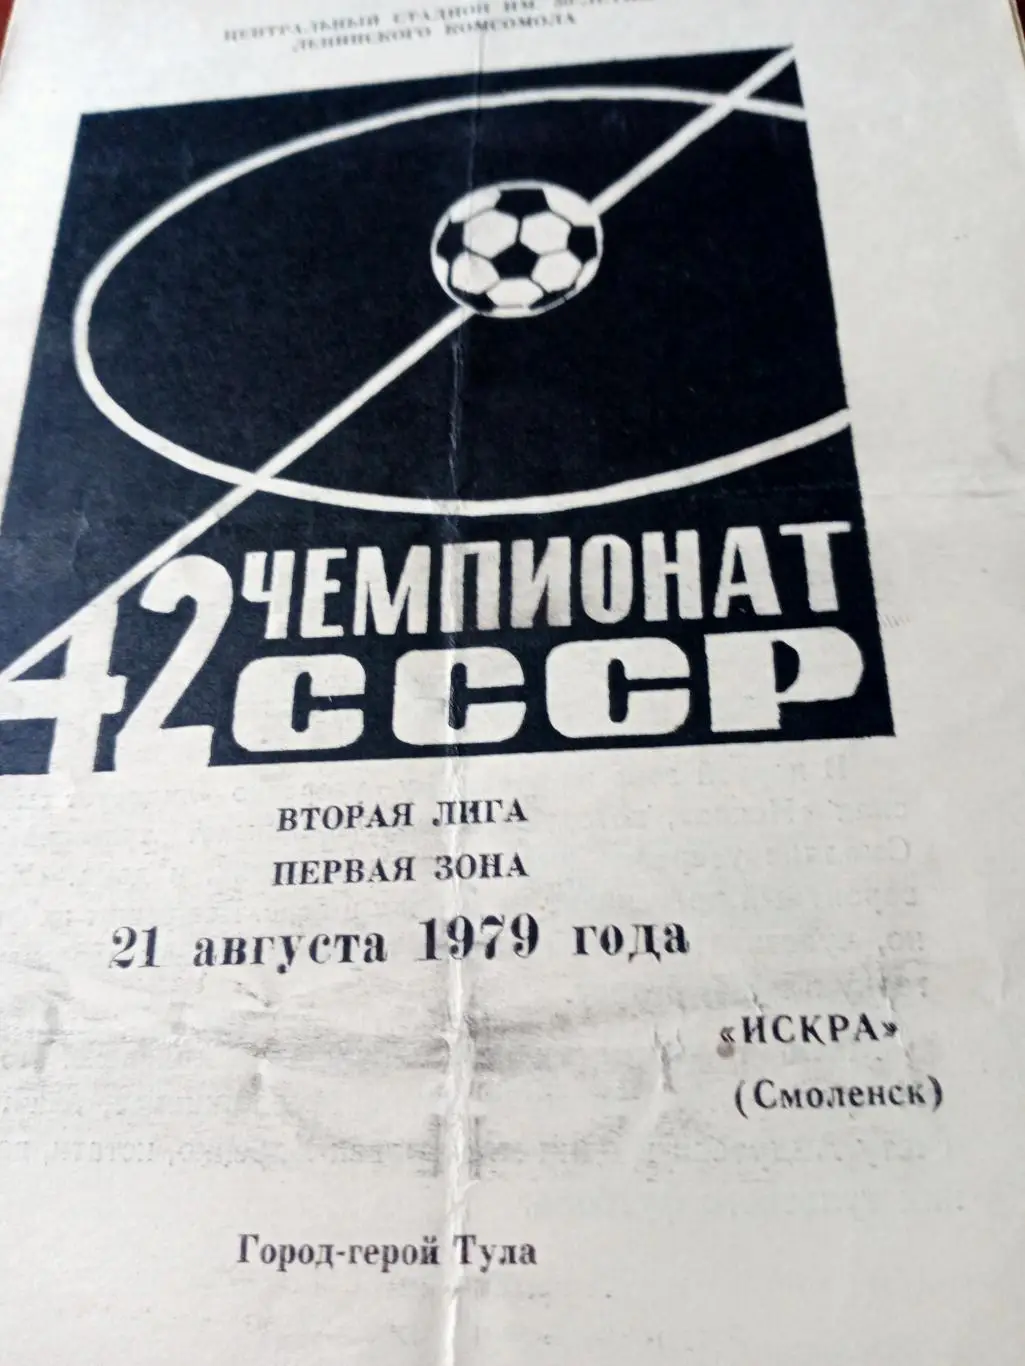 ЦЕНТРАЛЬНЫЙ СТАДИОН ИМ.
ЛЕНИНСКОГО КОМСОМОЛА
42 ЧЕМПИОНАТ
СССР
ВТОРАЯ ЛИГА
ПЕРВАЯ ЗОНА
21 августа 1979 года
«ИСКРА»
(Смоленск)
Город-герой Тула